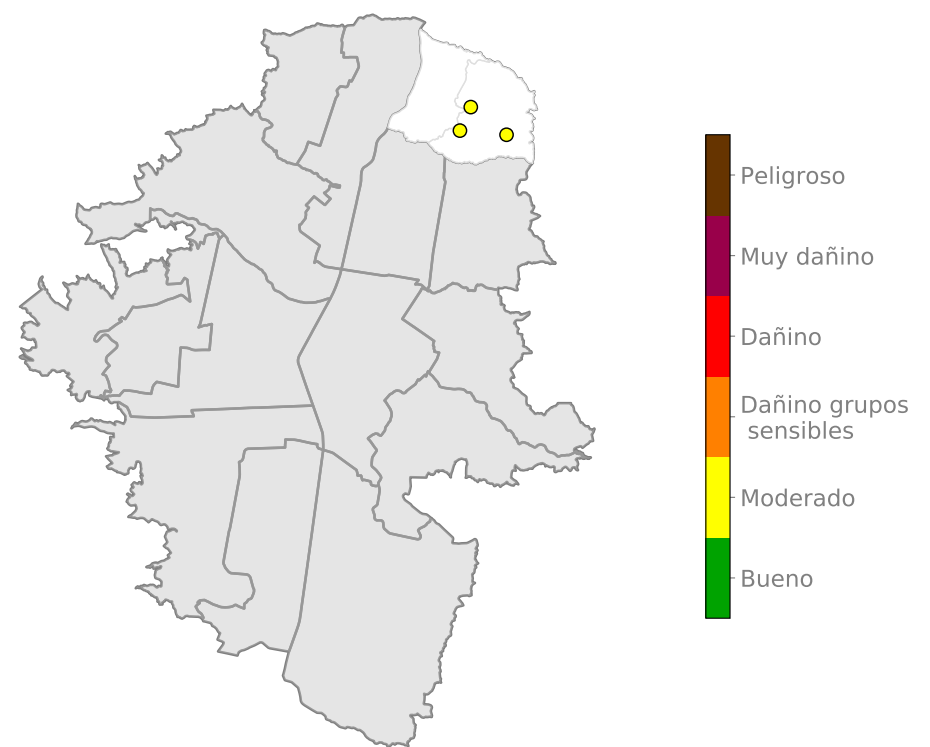 Peligroso
Muy dañino
Dañino
Dañino grupos
sensibles
Moderado
Bueno